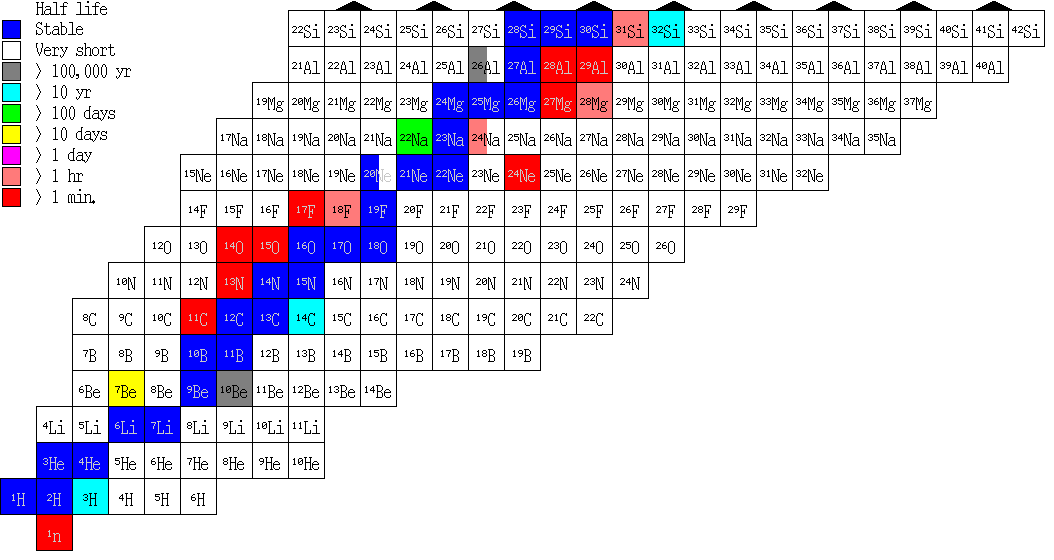 Half life
Stable
Very short
> 100,000 yr
> 10 yr
> 100 days
> 10 days
> 1 day
> 1 hr
> 1 min.
22Si 23Si 24Si 25Si 26Si 27Si 28Si 29Si 30Si 31Si 32Si 33Si 34Si 35Si 36Si 37Si 38Si 39Si 40Si 41Si 42Si
21Al 22Al 23Al 24Al 25Al 26Al 27Al 28Al 29Al 30Al 31Al 32Al 33Al 34Al 35Al 36Al 37Al 38Al 39Al 40Al
19Mg 20Mg 21Mg 22Mg 23Mg 24Mg 25Mg 26Mg 27Mg 28Mg 29Mg 30Mg 31Mg 32Mg 33Mg 34Mg 35Mg 36Mg 37Mg
17Na 18Na 19Na 20Na 21Na 22Na 23Na 24Na 25Na 26Na 27Na 28Na 29Na 30Na 31Na 32Na 33Na 34Na 35Na
15Ne 16Ne 17Ne 18Ne 19Ne 20Ne 21Ne 22Ne 23Ne 24Ne 25Ne 26Ne 27Ne 28Ne 29Ne 30Ne 31Ne 32Ne
14F 15F 16F 17F 18F 19F 20F 21F 22F 23F 24F 25F 26F 27F 28F 29F
12O 13O 14O 15O 16O 17O 18O 19O 20O 21O 22O 23O 24O 25O 26O
10N 11N 12N 13N 14N 15N 16N 17N 18N 19N 20N 21N 22N 23N 24N
8C 9C 10C 11C 12C 13C 14C 15C 16C 17C 18C 19C 20C 21C 22C
7B 8B 9B 10B 11B 12B 13B 14B 15B 16B 17B 18B 19B
6Be 7Be 8Be 9Be 10Be 11Be 12Be 13Be 14Be
4Li 5Li 6Li 7Li 8Li 9Li 10Li 11Li
3He 4He 5He 6He 7He 8He 9He 10He
1H 2H 3H 4H 5H 6H
1n